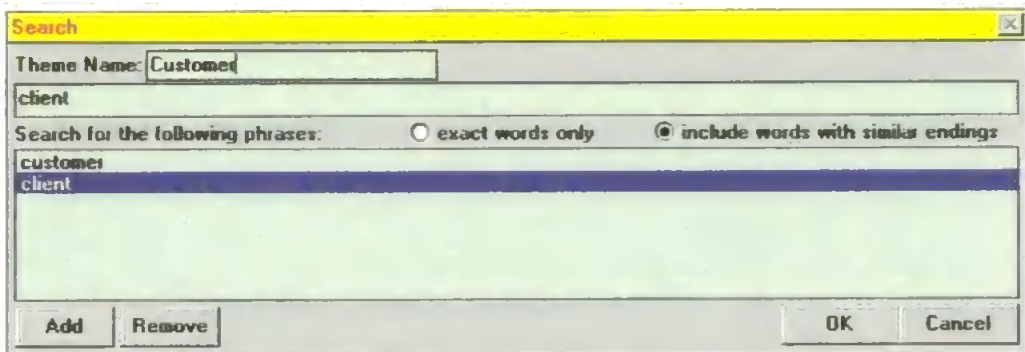 Search
Theme Name: Customer
client
Search for the following phrases: exact words only include words with similar endings
customer
client
Add Remove OK Cancel